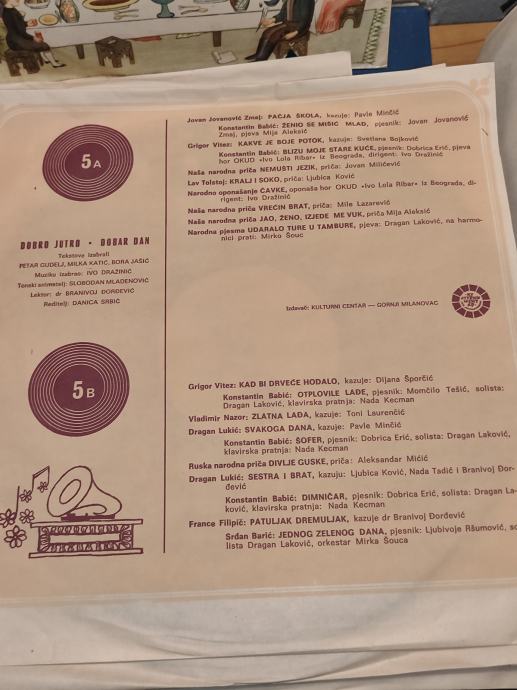 5A
DOBRO JUTRO • DOBAR DAN
Tekstove izabrali
PETAR GUDELJ, MILKA KATIĆ, BORA JAŠIĆ
Muziku izabrao: IVO DRAŽINIĆ
Tonski snimatelj: SLOBODAN MLADENOVIĆ
Lektor: dr BRANIVOJ ĐORĐEVIĆ
Reditelj: DANICA SRBIĆ
5B
Jovan Jovanović Zmaj: PAČJA ŠKOLA, kazuje: Pavle Minčić
Konstantin Babić: ŽENIO SE MIŠIĆ MLAD, pjesnik: Jovan Jovanović
Zmaj, pjeva Mija Aleksić
Grigor Vitez: KAKVE JE BOJE POTOK, kazuje: Svetlana Bojković
Konstantin Babić: BLIZU MOJE STARE KUĆE, pjesnik: Dobrica Erić, pjeva
hor OKUD «Ivo Lola Ribar» iz Beograda, dirigent: Ivo Dražinić
Naša narodna priča NEMUŠTI JEZIK, priča: Jovan Milićević
Lav Tolstoj: KRALJ I SOKO, priča: Ljubica Ković
Narodno oponašanje ČAVKE, oponaša hor OKUD «Ivo Lola Ribar» iz Beograda, di-
rigent: Ivo Dražinić
Naša narodna priča VREĆIN BRAT, priča: Mile Lazarević
Naša narodna priča JAO, ŽENO, IZJEDE ME VUK, priča Mija Aleksić
Narodna pjesma UDARALO TURE U TAMBURE, pjeva: Dragan Laković, na harmo-
nici prati: Mirko Šouc
Izdavač: KULTURNI CENTAR — GORNJI MILANOVAC
Grigor Vitez: KAD BI DRVEĆE HODALO, kazuje: Dijana Šporčić
Konstantin Babić: OTPLOVILE LAĐE, pjesnik: Momčilo Tešić, solista:
Dragan Laković, klavirska pratnja: Nada Kecman
Vladimir Nazor: ZLATNA LAĐA, kazuje: Toni Laurenčić
Dragan Lukić: SVAKOGA DANA, kazuje: Pavle Minčić
Konstantin Babić: ŠOFER, pjesnik: Dobrica Erić, solista: Dragan Laković,
klavirska pratnja: Nada Kecman
Ruska narodna priča DIVLJE GUSKE, priča: Aleksandar Mićić
Dragan Lukić: SESTRA I BRAT, kazuju: Ljubica Ković, Nada Tadić i Branivoj Đor-
đević
Konstantin Babić: DIMNIČAR, pjesnik: Dobrica Erić, solista: Dragan La-
ković, klavirska pratnja: Nada Kecman
France Filipič: PATULJAK DREMULJAK, kazuje dr Branivoj Đorđević
Srđan Barić: JEDNOG ZELENOG DANA, pjesnik: Ljubivoje Ršumović, so
lista Dragan Laković, orkestar Mirka Šouca